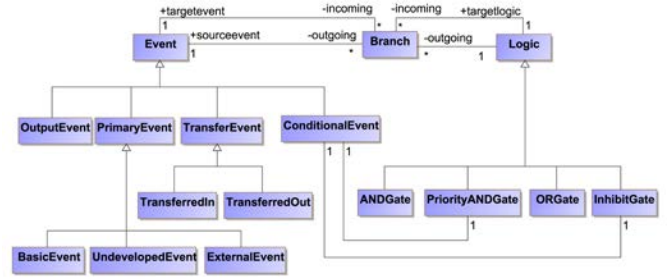 +targetevent -incoming -incoming +targetlogic
1 * * 1
Event +sourceevent -outgoing Branch -outgoing Logic
1 * * 1
OutputEvent PrimaryEvent TransferEvent ConditionalEvent
1 1
TransferredIn TransferredOut ANDGate PriorityANDGate ORGate InhibitGate
1 1
BasicEvent UndevelopedEvent ExternalEvent